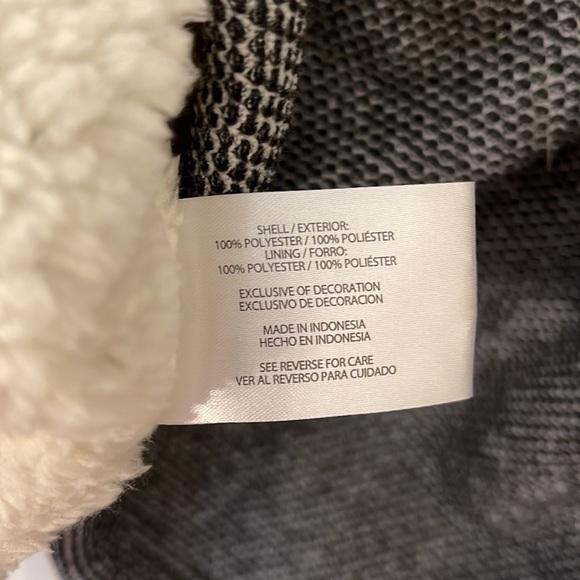 SHELL / EXTERIOR:
100% POLYESTER / 100% POLIÉSTER
LINING / FORRO:
100% POLYESTER / 100% POLIÉSTER
EXCLUSIVE OF DECORATION
EXCLUSIVO DE DECORACION
MADE IN INDONESIA
HECHO EN INDONESIA
SEE REVERSE FOR CARE
VER AL REVERSO PARA CUIDADO